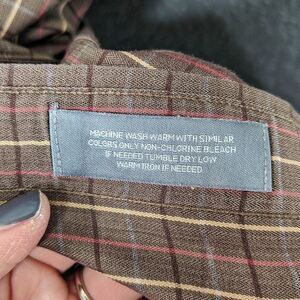 MACHINE WASH WARM WITH SIMILAR
COLORS ONLY NON-CHLORINE BLEACH
IF NEEDED TUMBLE DRY LOW
WARM IRON IF NEEDED